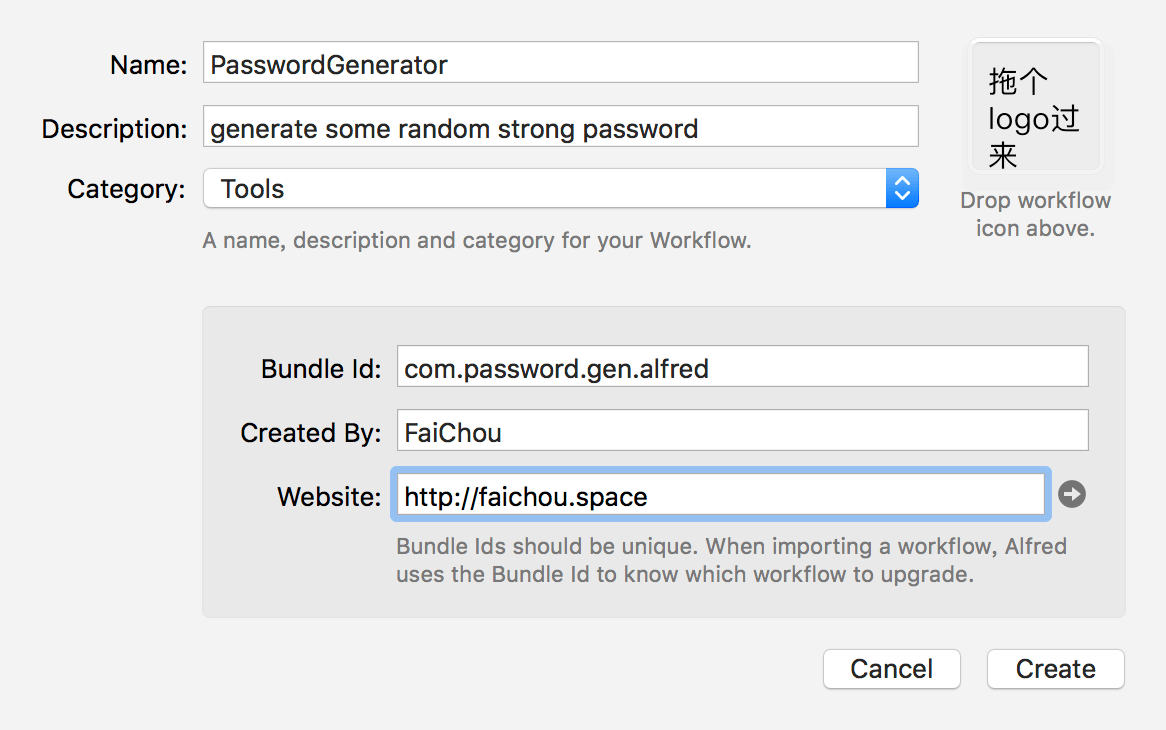 Name: PasswordGenerator
拖个
logo过
来
Description: generate some random strong password
Category: Tools
Drop workflow
icon above.
A name, description and category for your Workflow.
Bundle Id: com.password.gen.alfred
Created By: FaiChou
Website: http://faichou.space
Bundle Ids should be unique. When importing a workflow, Alfred
uses the Bundle Id to know which workflow to upgrade.
Cancel Create